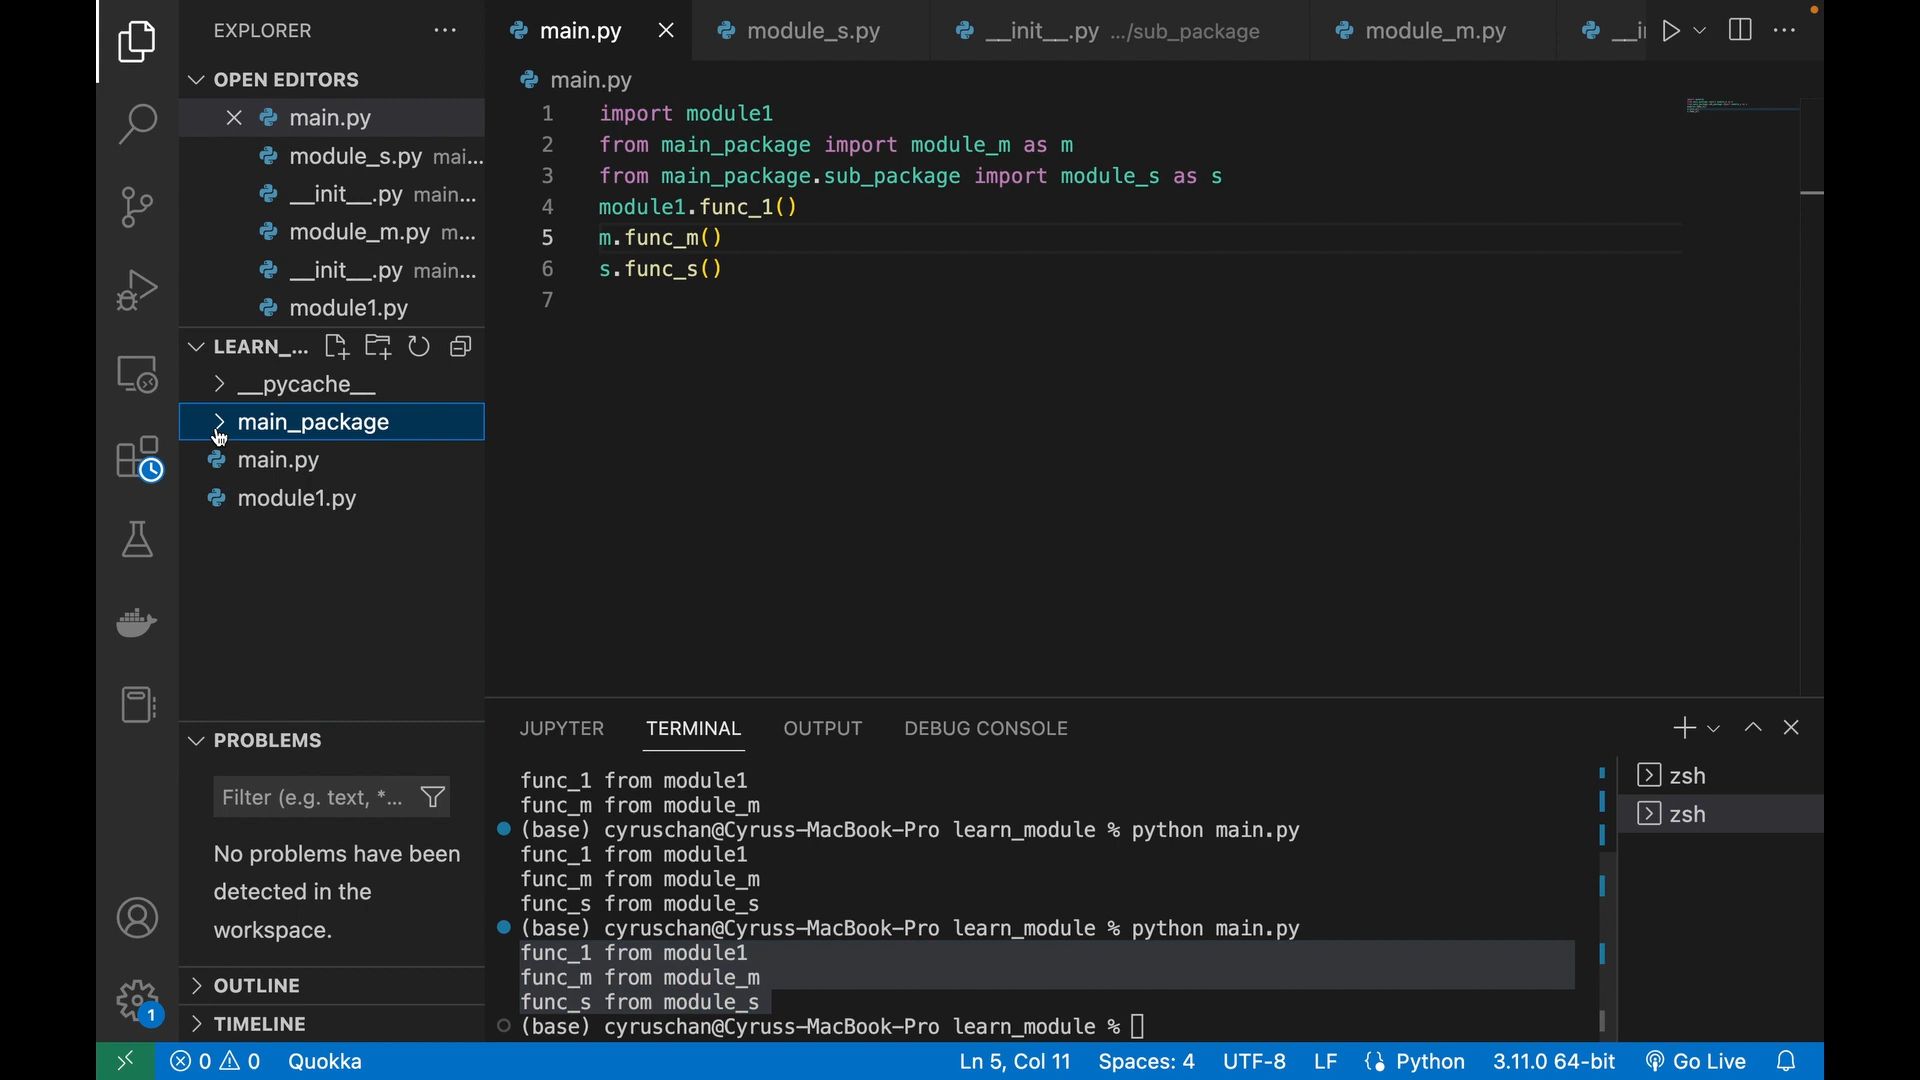 EXPLORER
OPEN EDITORS
main.py
module_s.py mai...
__init__.py main...
module_m.py m...
__init__.py main...
module1.py
LEARN_...
__pycache__
main_package
main.py
module1.py
PROBLEMS
Filter (e.g. text, *...
No problems have been
detected in the
workspace.
OUTLINE
TIMELINE
1
main.py
module_s.py
__init__.py .../sub_package
module_m.py
__i
main.py
1 import module1
2 from main_package import module_m as m
3 from main_package.sub_package import module_s as s
4 module1.func_1()
5 m.func_m()
6 s.func_s()
7
JUPYTER TERMINAL OUTPUT DEBUG CONSOLE
func_1 from module1
func_m from module_m
(base) cyruschan@Cyruss-MacBook-Pro learn_module % python main.py
func_1 from module1
func_m from module_m
func_s from module_s
(base) cyruschan@Cyruss-MacBook-Pro learn_module % python main.py
func_1 from module1
func_m from module_m
func_s from module_s
(base) cyruschan@Cyruss-MacBook-Pro learn_module %
zsh
zsh
0 0 Quokka Ln 5, Col 11 Spaces: 4 UTF-8 LF Python 3.11.0 64-bit Go Live